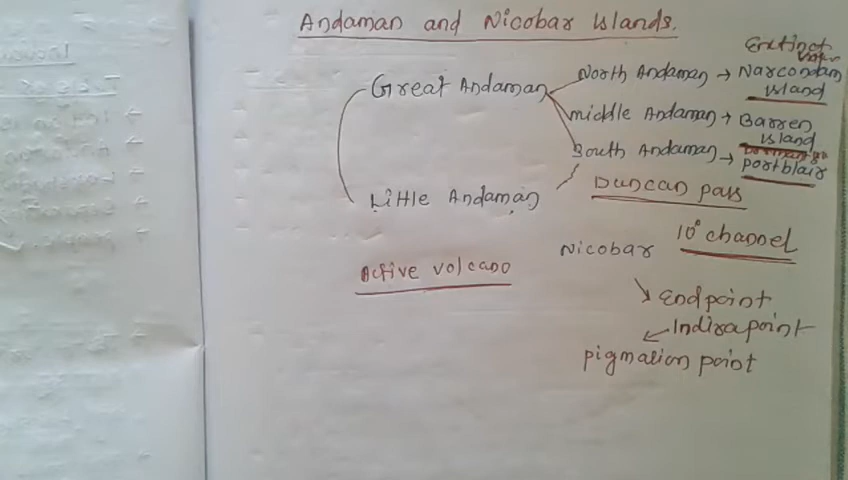 Andaman and Nicobar Islands.
Extinct
Great Andaman
North Andaman → Narcondam
Island
middle Andaman → Barren
Island
South Andaman → portblair
Little Andaman
Duncan pass
Nicobar 10° channel
Active volcano
Endpoint
Indirapoint
pigmalion point